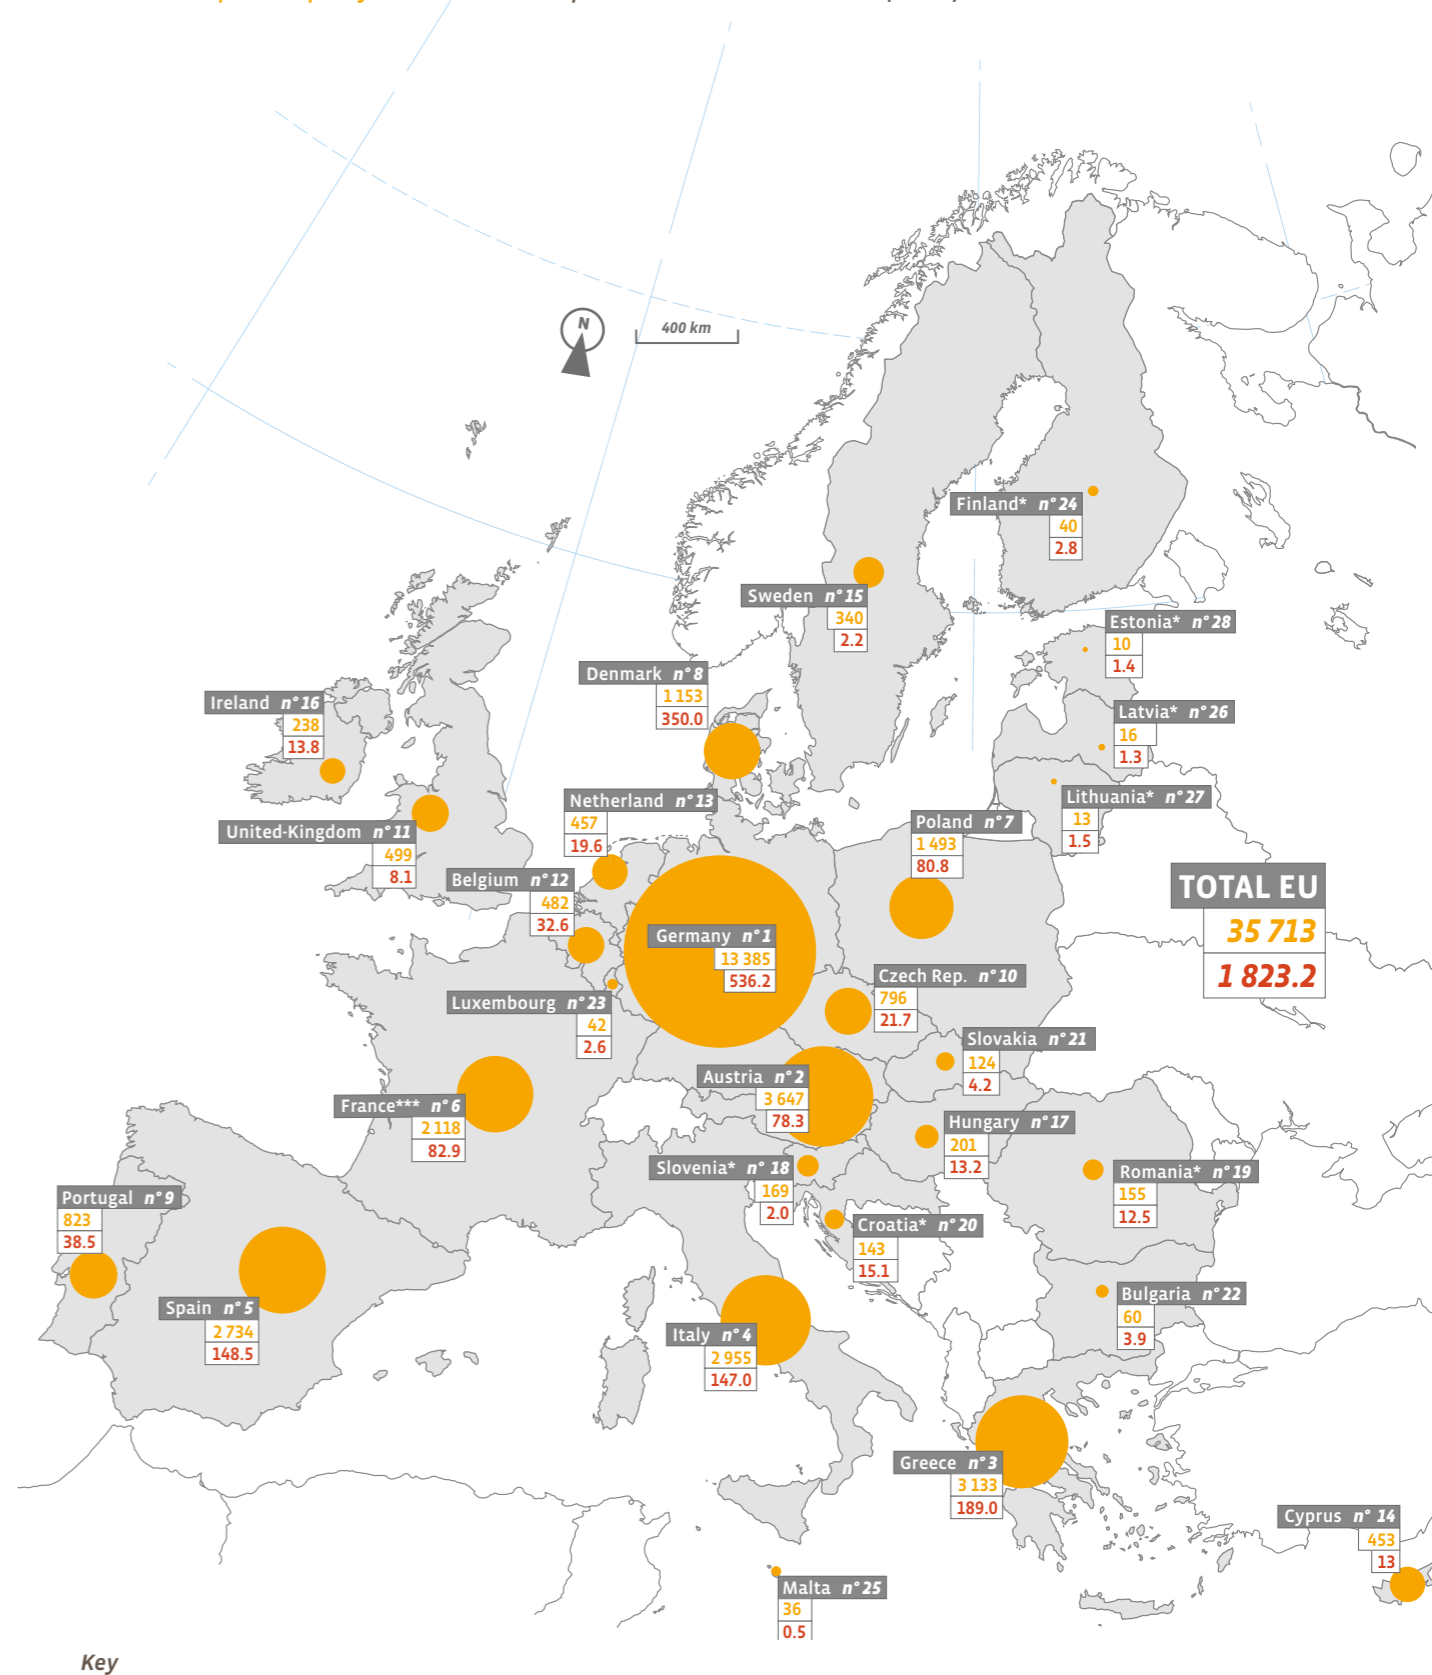 N
400 km
Finland* n° 24
40
2.8
Sweden n° 15
340
2.2
Estonia* n° 28
10
1.4
Denmark n° 8
1 153
350.0
Ireland n° 16
238
13.8
Latvia* n° 26
16
1.3
Lithuania* n° 27
13
1.5
Netherland n° 13
457
19.6
Poland n° 7
1 493
80.8
United-Kingdom n° 11
499
8.1
Belgium n° 12
482
32.6
TOTAL EU
35 713
1 823.2
Germany n° 1
13 385
536.2
Czech Rep. n° 10
796
21.7
Luxembourg n° 23
42
2.6
Slovakia n° 21
124
4.2
Austria n° 2
3 647
78.3
France*** n° 6
2 118
82.9
Hungary n° 17
201
13.2
Slovenia* n° 18
169
2.0
Romania* n° 19
155
12.5
Portugal n° 9
823
38.5
Croatia* n° 20
143
15.1
Bulgaria n° 22
60
3.9
Spain n° 5
2 734
148.5
Italy n° 4
2 955
147.0
Greece n° 3
3 133
189.0
Cyprus n° 14
453
13
Malta n° 25
36
0.5
Key